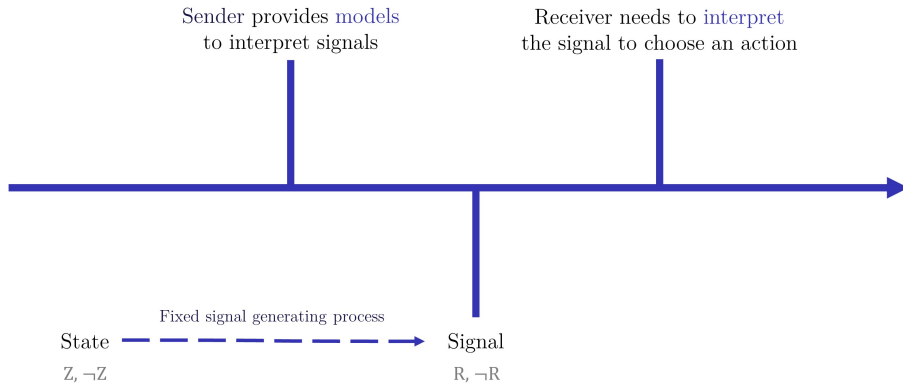 Sender provides models
to interpret signals
Receiver needs to interpret
the signal to choose an action
Fixed signal generating process
State
Signal
Z, ¬Z
R, ¬R